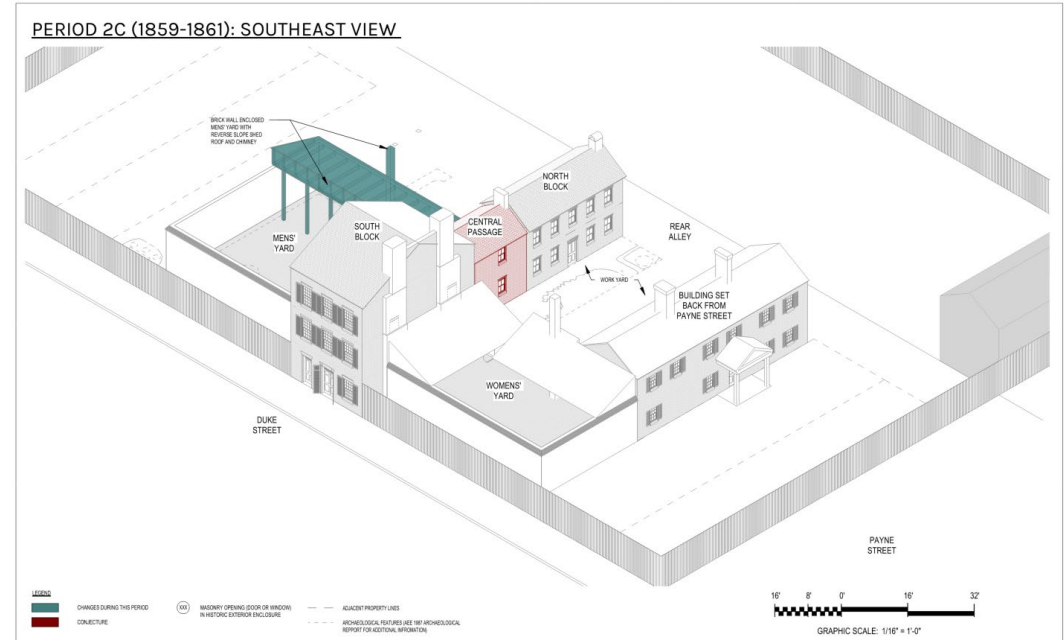 PERIOD 2C (1859-1861): SOUTHEAST VIEW
BRICK WALL ENCLOSED
MENS' YARD WITH
REVERSE SLOPE SHED
ROOF AND CHIMNEY
NORTH
BLOCK
SOUTH
BLOCK
CENTRAL
PASSAGE
MENS'
YARD
REAR
ALLEY
WORK YARD
BUILDING SET
BACK FROM
PAYNE STREET
WOMENS'
YARD
DUKE
STREET
PAYNE
STREET
LEGEND
CHANGES DURING THIS PERIOD
CONJECTURE
XXX
MASONRY OPENING (DOOR OR WINDOW)
IN HISTORIC EXTERIOR ENCLOSURE
ADJACENT PROPERTY LINES
ARCHAEOLOGICAL FEATURES (AEE 1987 ARCHAEOLOGICAL
REPPORT FOR ADDITIONAL INFROMATION)
16' 8' 0' 16' 32'
GRAPHIC SCALE: 1/16" = 1'-0"